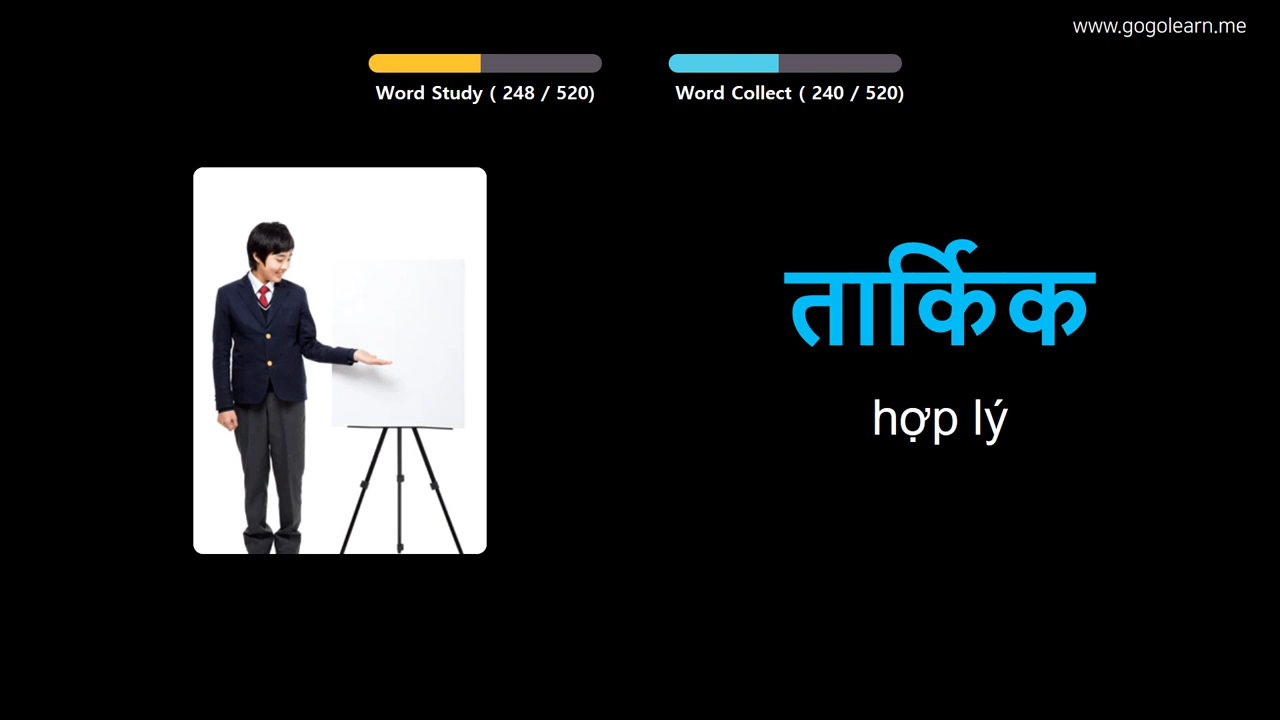 www.gogolearn.me
Word Study ( 248 / 520)
Word Collect ( 240 / 520)
तार्किक
hợp lý